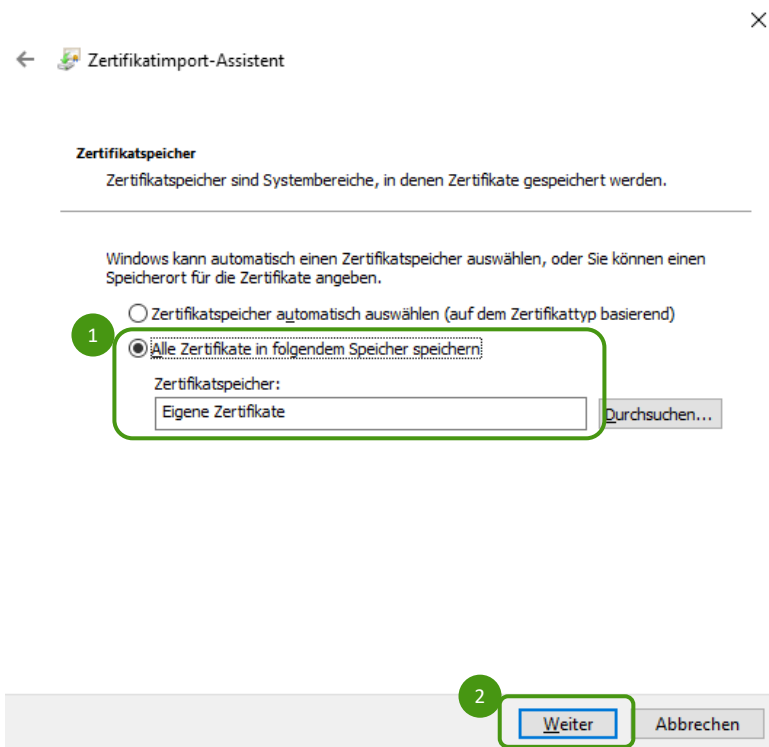 Zertifikatimport-Assistent
Zertifikatspeicher
Zertifikatspeicher sind Systembereiche, in denen Zertifikate gespeichert werden.
Windows kann automatisch einen Zertifikatspeicher auswählen, oder Sie können einen
Speicherort für die Zertifikate angeben.
Zertifikatspeicher automatisch auswählen (auf dem Zertifikattyp basierend)
1
Alle Zertifikate in folgendem Speicher speichern
Zertifikatspeicher:
Eigene Zertifikate
Durchsuchen...
2
Weiter
Abbrechen